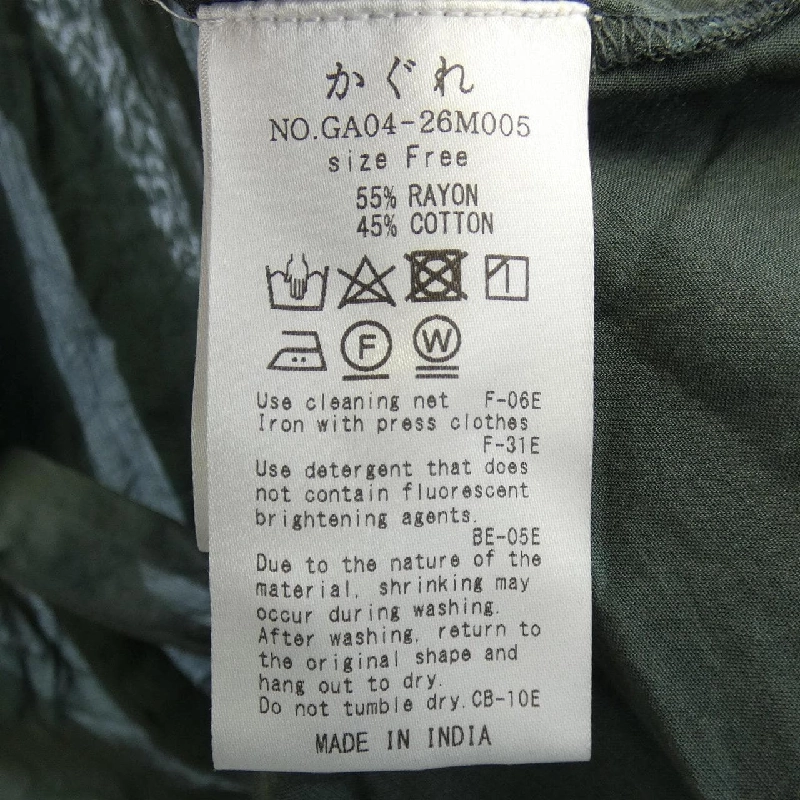 かぐれ
NO.GA04-26M005
size Free
55% RAYON
45% COTTON
F W
Use cleaning net F-06E
Iron with press clothes
F-31E
Use detergent that does
not contain fluorescent
brightening agents.
BE-05E
Due to the nature of the
material, shrinking may
occur during washing.
After washing, return to
the original shape and
hang out to dry.
Do not tumble dry. CB-10E
MADE IN INDIA